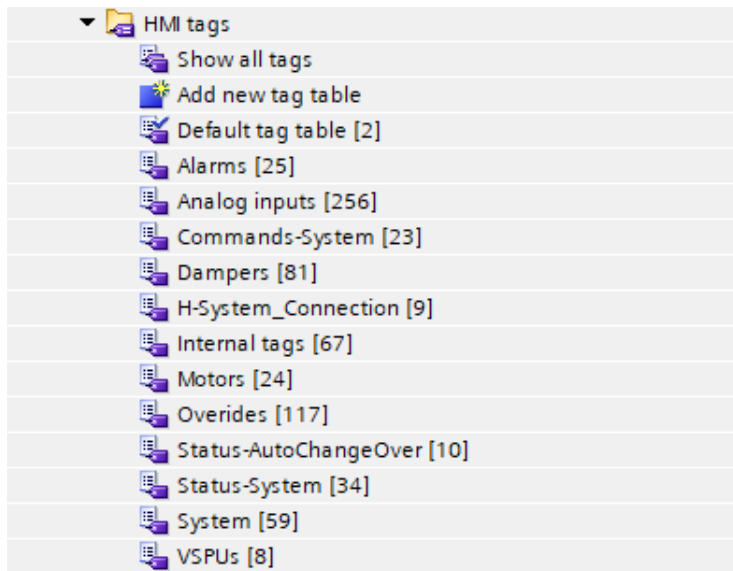 HMI tags
Show all tags
Add new tag table
Default tag table [2]
Alarms [25]
Analog inputs [256]
Commands-System [23]
Dampers [81]
H-System_Connection [9]
Internal tags [67]
Motors [24]
Overides [117]
Status-AutoChangeOver [10]
Status-System [34]
System [59]
VSPUs [8]